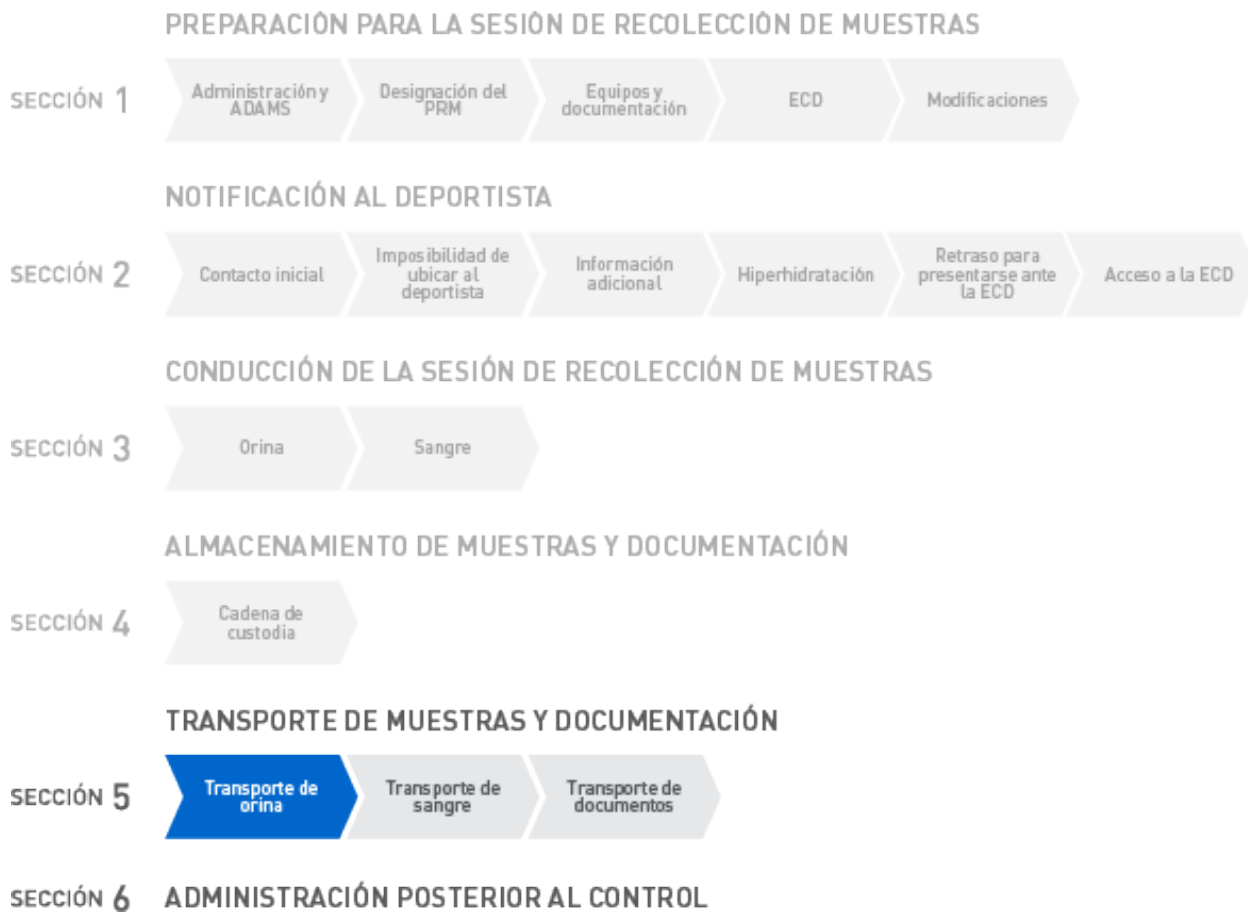 PREPARACIÓN PARA LA SESIÓN DE RECOLECCIÓN DE MUESTRAS
SECCIÓN 1
Administración y
ADAMS
Designación del
PRM
Equipos y
documentación
ECD
Modificaciones
NOTIFICACIÓN AL DEPORTISTA
SECCIÓN 2
Contacto inicial
Imposibilidad de
ubicar al
deportista
Información
adicional
Hiperhidratación
Retraso para
presentarse ante
la ECD
Acceso a la ECD
CONDUCCIÓN DE LA SESIÓN DE RECOLECCIÓN DE MUESTRAS
SECCIÓN 3
Orina
Sangre
ALMACENAMIENTO DE MUESTRAS Y DOCUMENTACIÓN
SECCIÓN 4
Cadena de
custodia
TRANSPORTE DE MUESTRAS Y DOCUMENTACIÓN
SECCIÓN 5
Transporte de
orina
Transporte de
sangre
Transporte de
documentos
SECCIÓN 6 ADMINISTRACIÓN POSTERIOR AL CONTROL